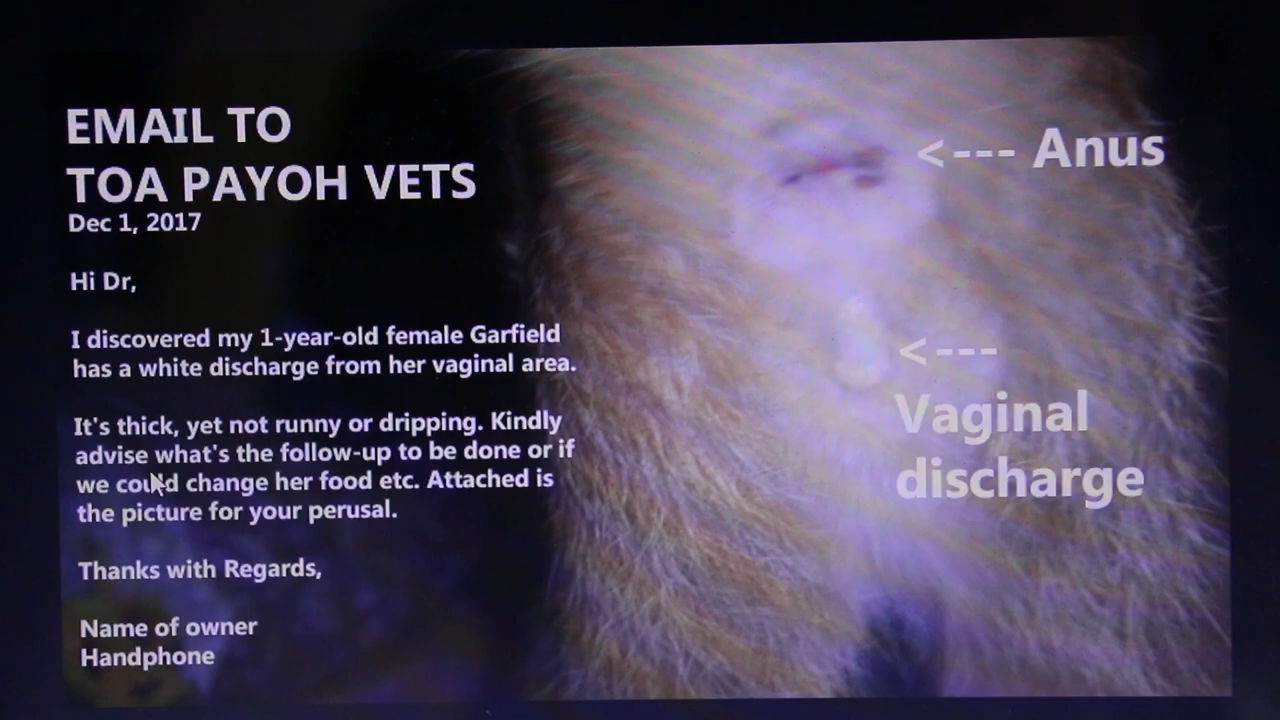 EMAIL TO
TOA PAYOH VETS
Dec 1, 2017
Hi Dr,
I discovered my 1-year-old female Garfield
has a white discharge from her vaginal area.
It's thick, yet not runny or dripping. Kindly
advise what's the follow-up to be done or if
we could change her food etc. Attached is
the picture for your perusal.
Thanks with Regards,
Name of owner
Handphone
<--- Anus
<---
Vaginal
discharge